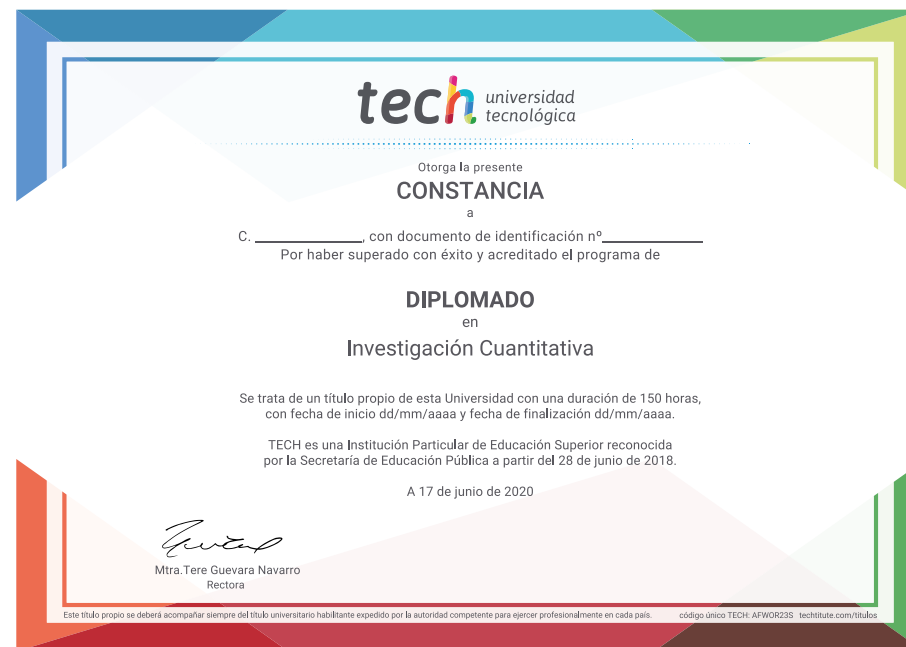 tech universidad
tecnológica
Otorga la presente
CONSTANCIA
a
C. ______________, con documento de identificación nº_____________
Por haber superado con éxito y acreditado el programa de
DIPLOMADO
en
Investigación Cuantitativa
Se trata de un título propio de esta Universidad con una duración de 150 horas,
con fecha de inicio dd/mm/aaaa y fecha de finalización dd/mm/aaaa.
TECH es una Institución Particular de Educación Superior reconocida
por la Secretaría de Educación Pública a partir del 28 de junio de 2018.
A 17 de junio de 2020
Mtra.Tere Guevara Navarro
Rectora
Este título propio se deberá acompañar siempre del título universitario habilitante expedido por la autoridad competente para ejercer profesionalmente en cada país. código único TECH: AFWOR23S techtitute.com/titulos